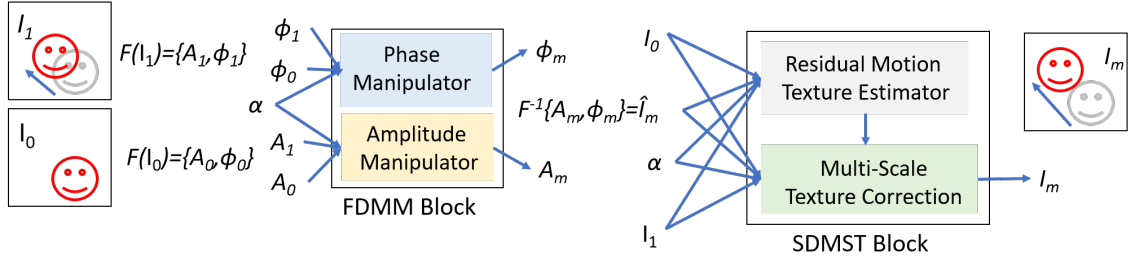 I₁
F(I₁)={A₁,ϕ₁}
I₀
F(I₀)={A₀,ϕ₀}
ϕ₁
ϕ₀
α
A₁
A₀
Phase
Manipulator
Amplitude
Manipulator
FDMM Block
ϕₘ
F⁻¹{Aₘ,ϕₘ}=Îₘ
Aₘ
I₀
α
I₁
Residual Motion
Texture Estimator
Multi-Scale
Texture Correction
SDMST Block
Iₘ
Iₘ